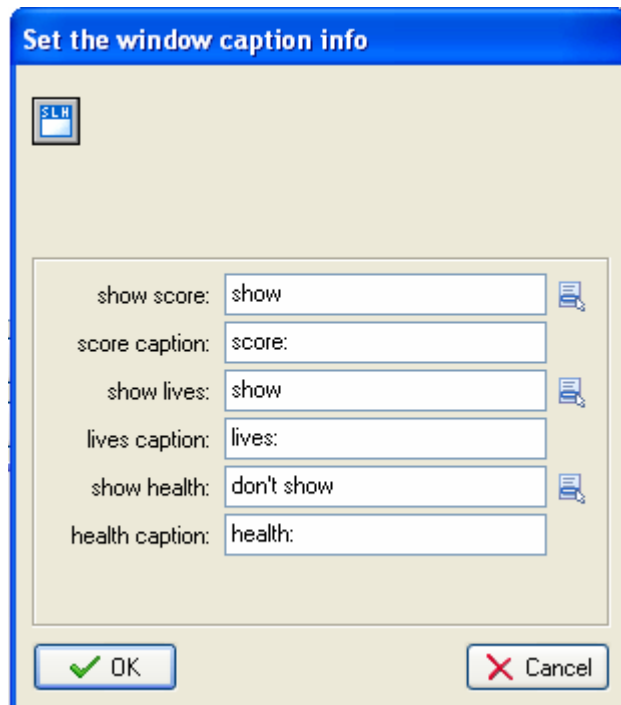 Set the window caption info
SLH
show score: show
score caption: score:
show lives: show
lives caption: lives:
show health: don't show
health caption: health:
OK Cancel